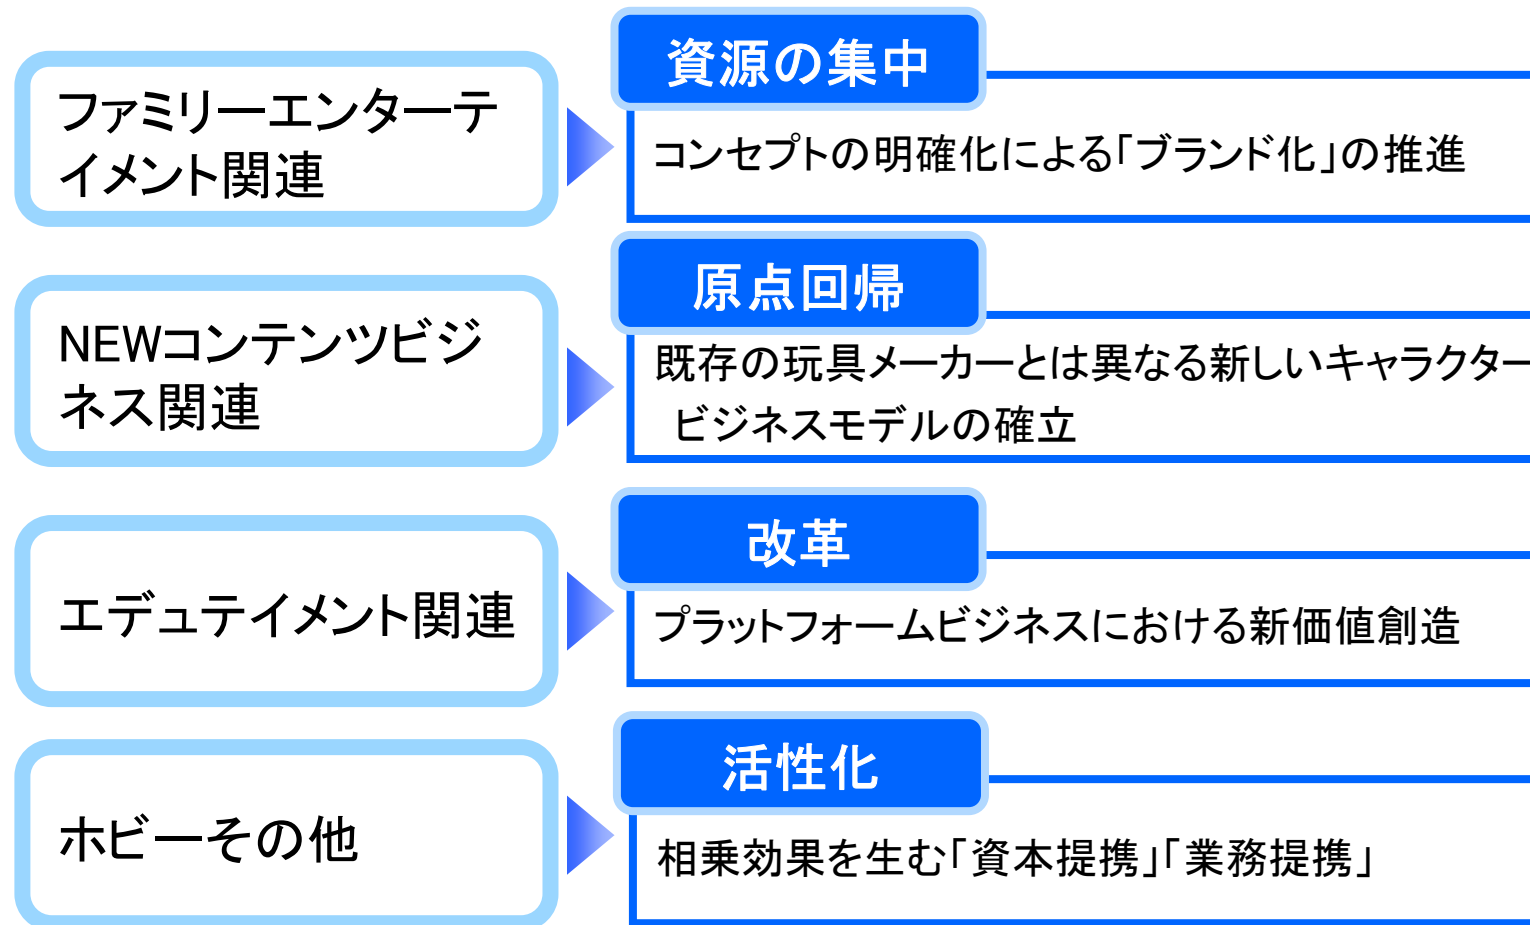 資源の集中
ファミリーエンターテ
イメント関連
コンセプトの明確化による「ブランド化」の推進
原点回帰
NEWコンテンツビジ
ネス関連
既存の玩具メーカーとは異なる新しいキャラクター
ビジネスモデルの確立
改革
エデュテイメント関連
プラットフォームビジネスにおける新価値創造
活性化
ホビーその他
相乗効果を生む「資本提携」「業務提携」